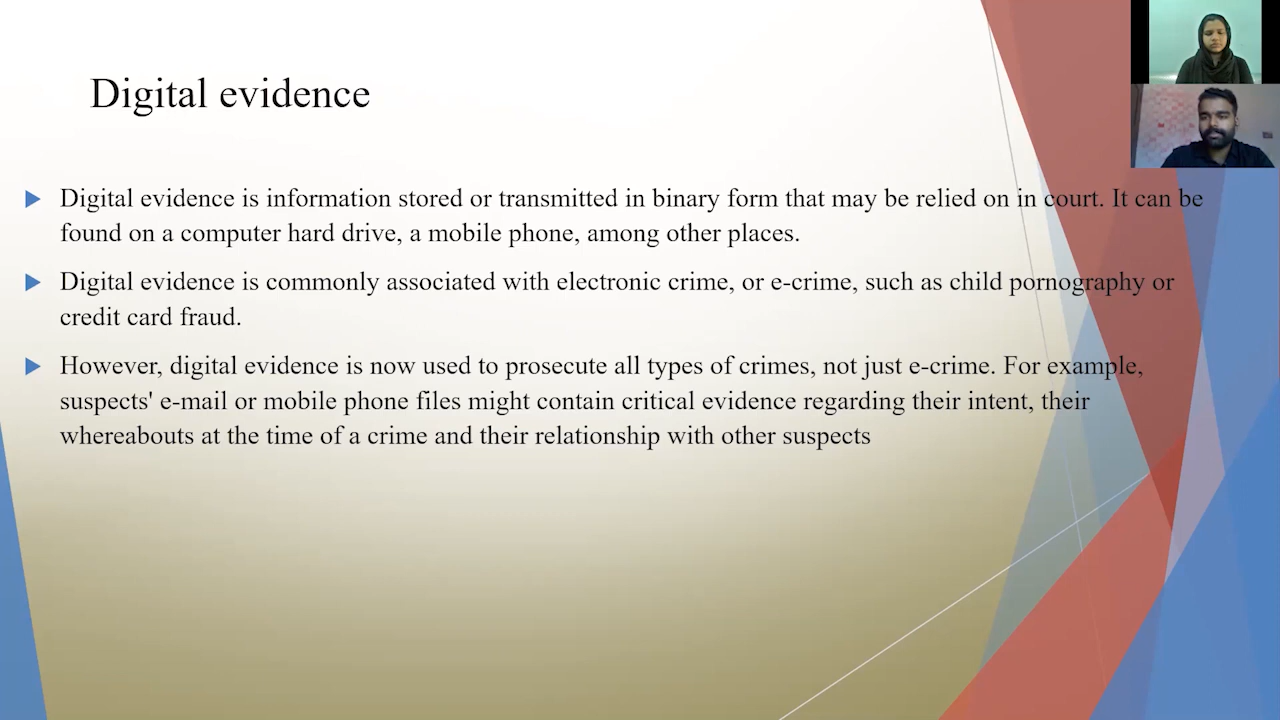 Digital evidence
Digital evidence is information stored or transmitted in binary form that may be relied on in court. It can be
found on a computer hard drive, a mobile phone, among other places.
Digital evidence is commonly associated with electronic crime, or e-crime, such as child pornography or
credit card fraud.
However, digital evidence is now used to prosecute all types of crimes, not just e-crime. For example,
suspects' e-mail or mobile phone files might contain critical evidence regarding their intent, their
whereabouts at the time of a crime and their relationship with other suspects